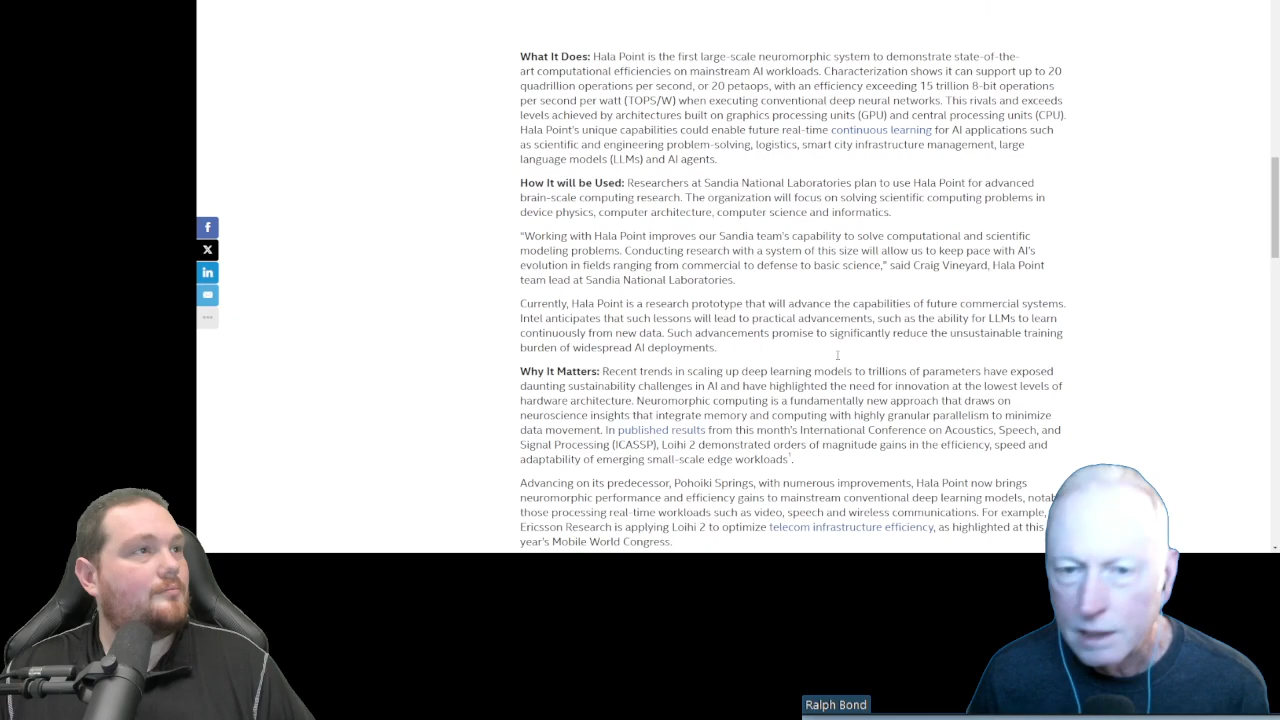 What It Does: Hala Point is the first large-scale neuromorphic system to demonstrate state-of-the-
art computational efficiencies on mainstream AI workloads. Characterization shows it can support up to 20
quadrillion operations per second, or 20 petaops, with an efficiency exceeding 15 trillion 8-bit operations
per second per watt (TOPS/W) when executing conventional deep neural networks. This rivals and exceeds
levels achieved by architectures built on graphics processing units (GPU) and central processing units (CPU).
Hala Point's unique capabilities could enable future real-time continuous learning for AI applications such
as scientific and engineering problem-solving, logistics, smart city infrastructure management, large
language models (LLMs) and AI agents.
How It will be Used: Researchers at Sandia National Laboratories plan to use Hala Point for advanced
brain-scale computing research. The organization will focus on solving scientific computing problems in
device physics, computer architecture, computer science and informatics.
"Working with Hala Point improves our Sandia team's capability to solve computational and scientific
modeling problems. Conducting research with a system of this size will allow us to keep pace with AI's
evolution in fields ranging from commercial to defense to basic science," said Craig Vineyard, Hala Point
team lead at Sandia National Laboratories.
Currently, Hala Point is a research prototype that will advance the capabilities of future commercial systems.
Intel anticipates that such lessons will lead to practical advancements, such as the ability for LLMs to learn
continuously from new data. Such advancements promise to significantly reduce the unsustainable training
burden of widespread AI deployments.
Why It Matters: Recent trends in scaling up deep learning models to trillions of parameters have exposed
daunting sustainability challenges in AI and have highlighted the need for innovation at the lowest levels of
hardware architecture. Neuromorphic computing is a fundamentally new approach that draws on
neuroscience insights that integrate memory and computing with highly granular parallelism to minimize
data movement. In published results from this month's International Conference on Acoustics, Speech, and
Signal Processing (ICASSP), Loihi 2 demonstrated orders of magnitude gains in the efficiency, speed and
adaptability of emerging small-scale edge workloads¹.
Advancing on its predecessor, Pohoiki Springs, with numerous improvements, Hala Point now brings
neuromorphic performance and efficiency gains to mainstream conventional deep learning models,
those processing real-time workloads such as video, speech and wireless communications. For example,
Ericsson Research is applying Loihi 2 to optimize telecom infrastructure efficiency, as highlighted at this
year's Mobile World Congress.
Ralph Bond